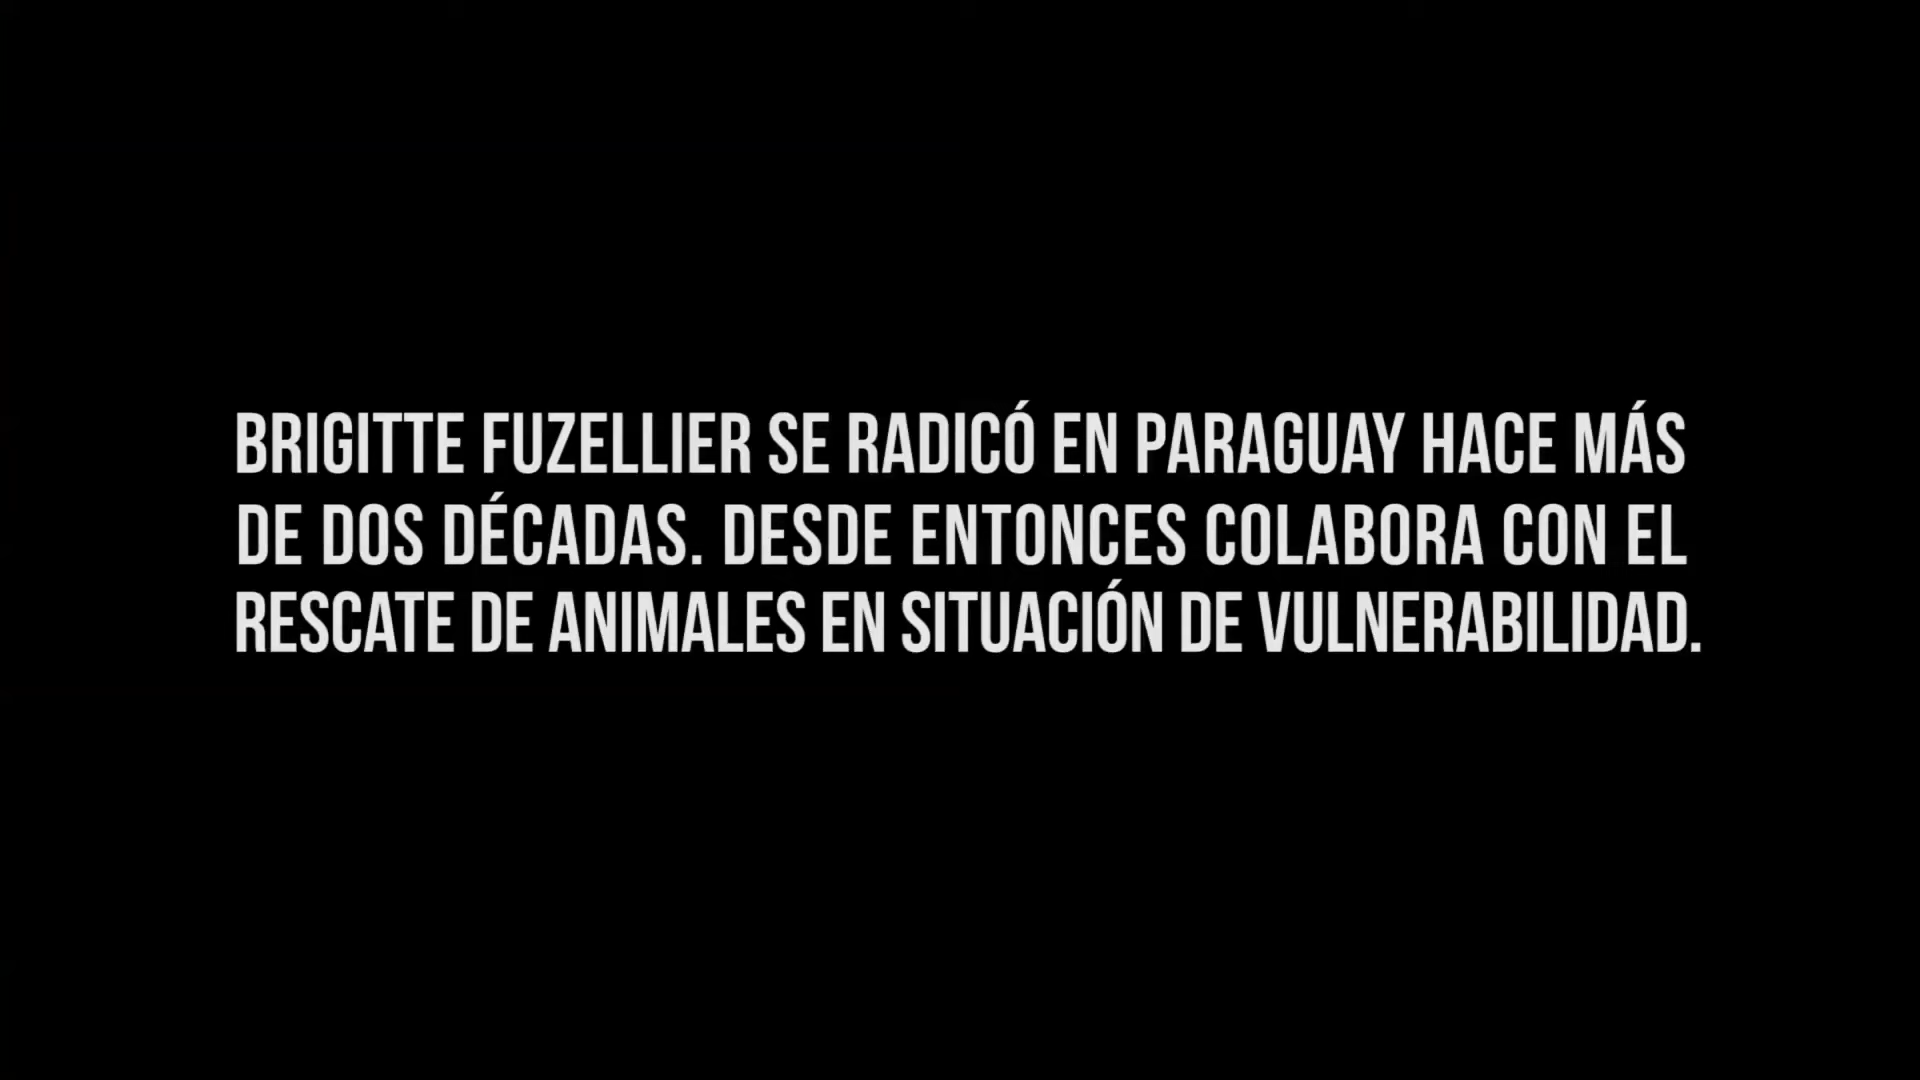 BRIGITTE FUZELLIER SE RADICÓ EN PARAGUAY HACE MÁS
DE DOS DÉCADAS. DESDE ENTONCES COLABORA CON EL
RESCATE DE ANIMALES EN SITUACIÓN DE VULNERABILIDAD.